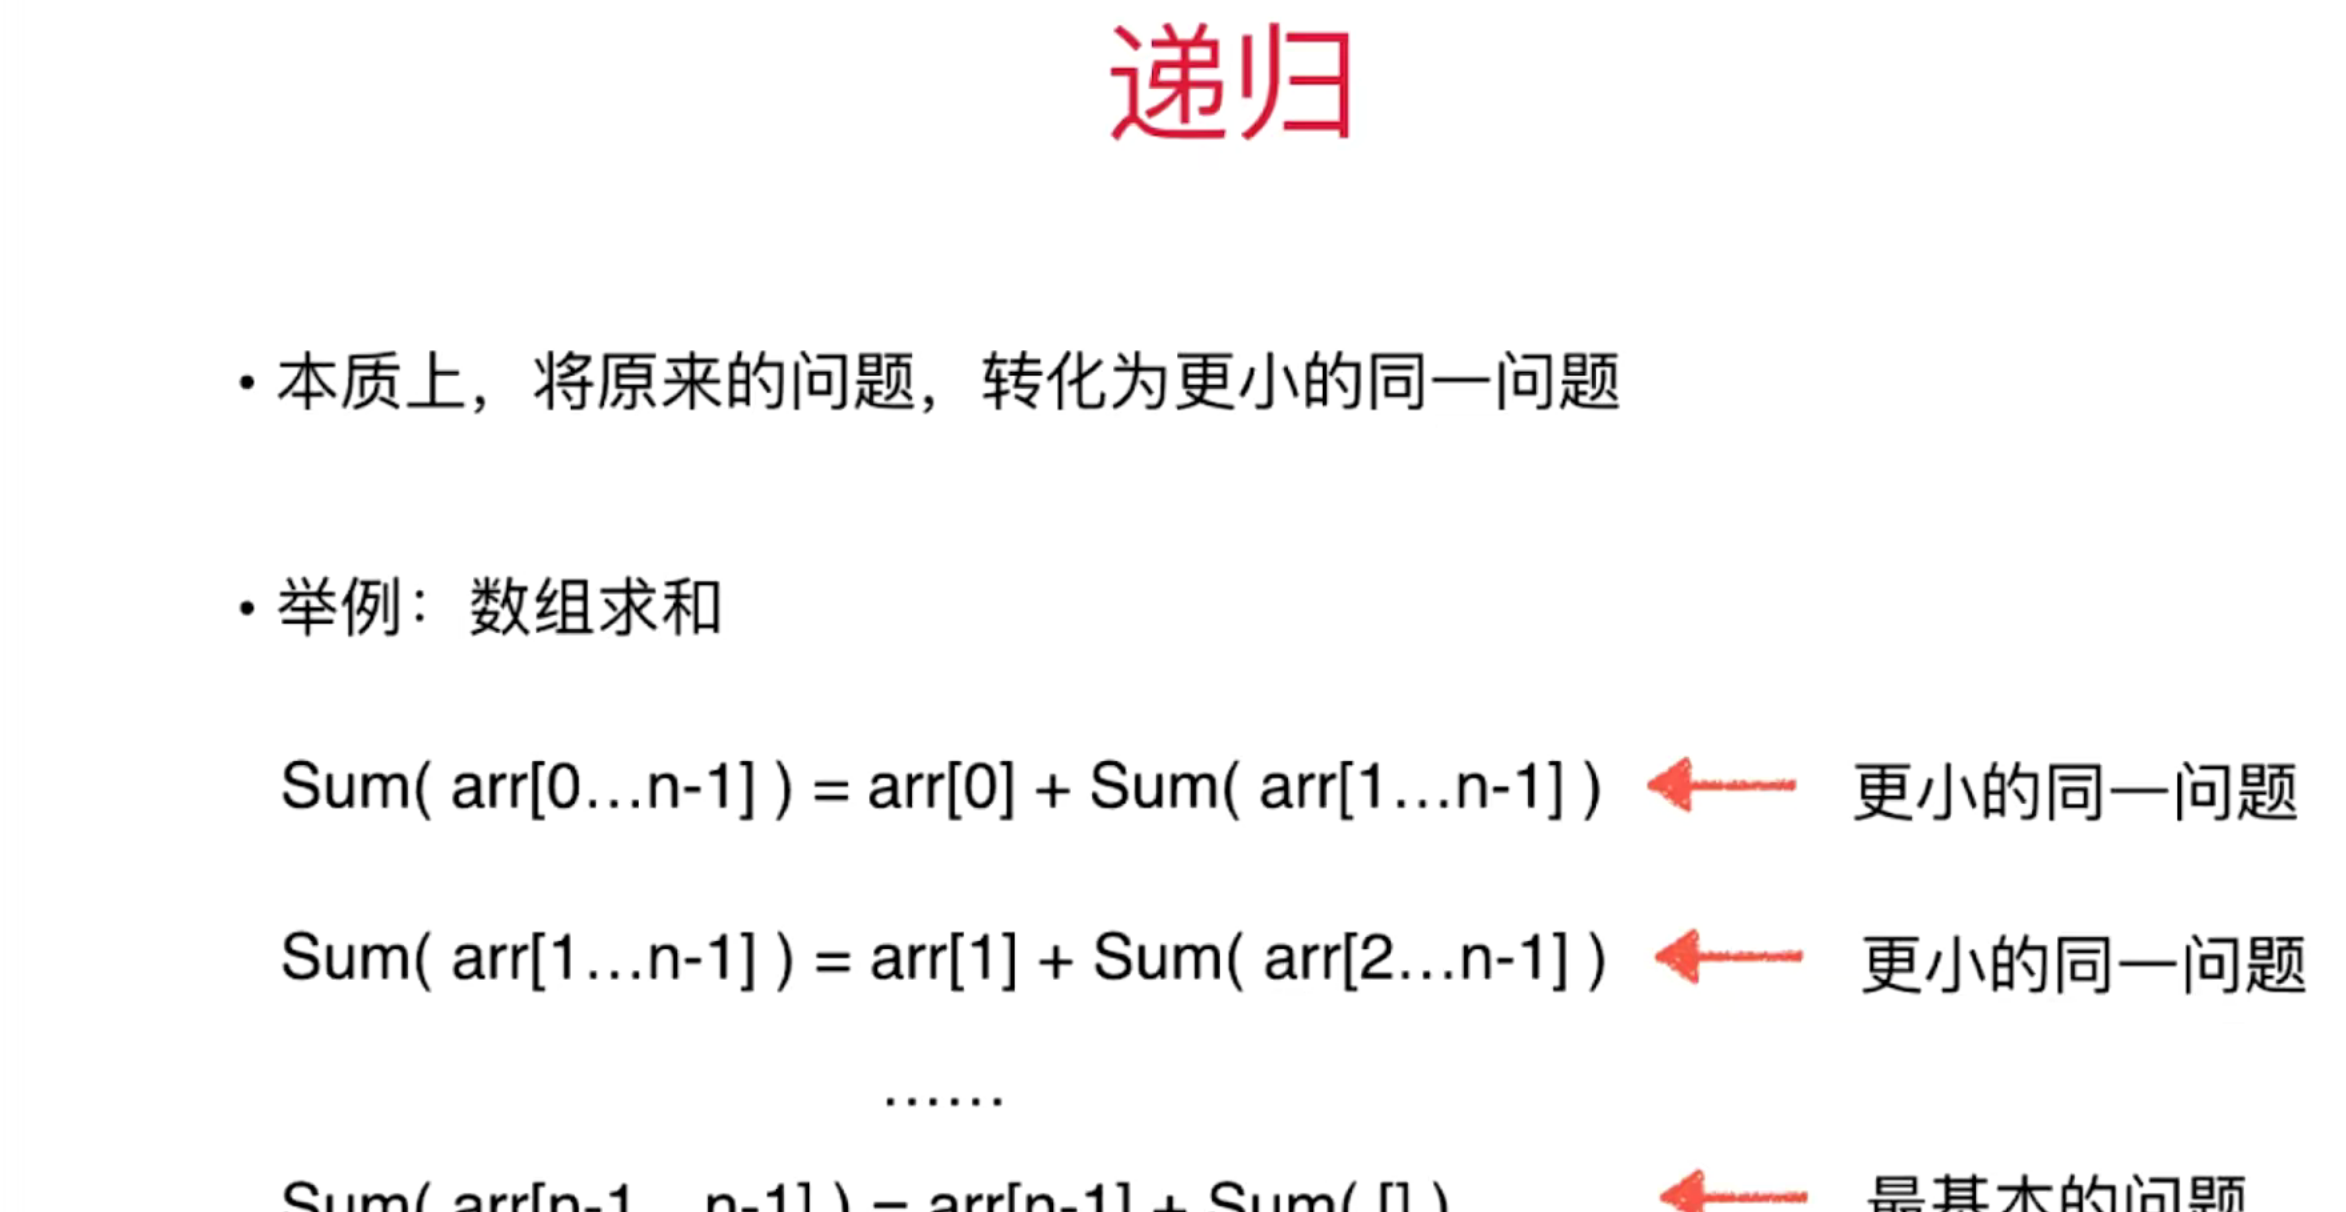 递归
• 本质上，将原来的问题，转化为更小的同一问题
• 举例：数组求和
Sum( arr[0…n-1] ) = arr[0] + Sum( arr[1…n-1] ) 更小的同一问题
Sum( arr[1…n-1] ) = arr[1] + Sum( arr[2…n-1] ) 更小的同一问题
……
Sum( arr[n-1…n-1] ) = arr[n-1] + Sum( [] ) 最基本的问题